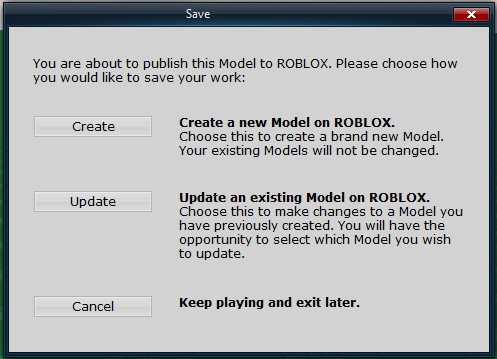 Save
You are about to publish this Model to ROBLOX. Please choose how
you would like to save your work:
Create
Create a new Model on ROBLOX.
Choose this to create a brand new Model.
Your existing Models will not be changed.
Update
Update an existing Model on ROBLOX.
Choose this to make changes to a Model you
have previously created. You will have the
opportunity to select which Model you wish
to update.
Cancel
Keep playing and exit later.